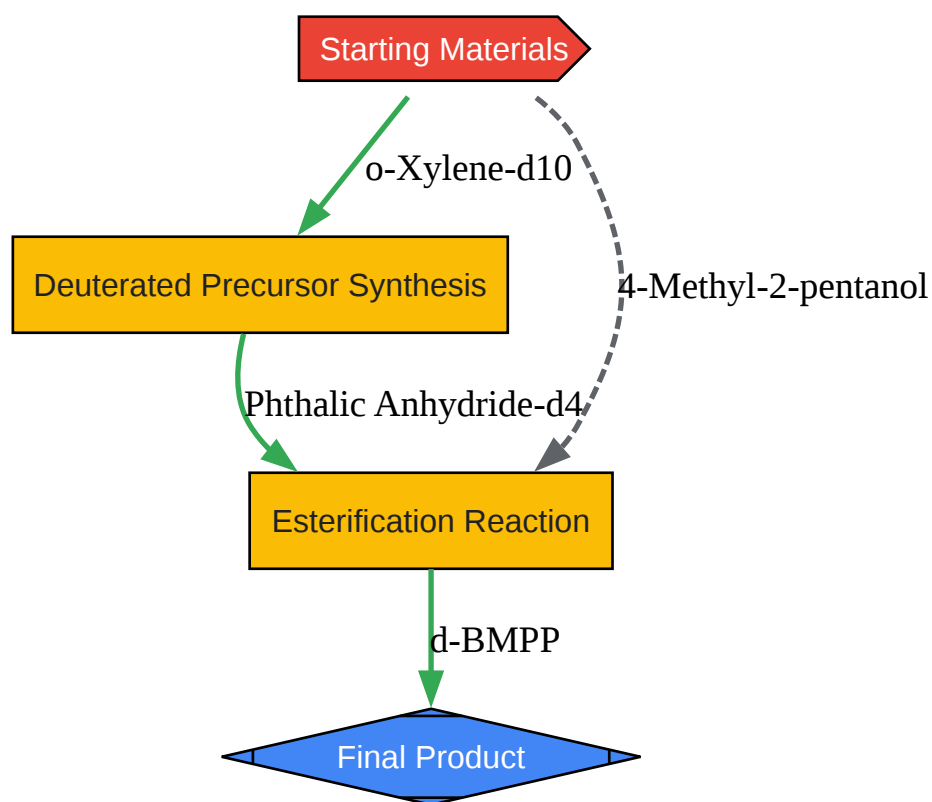 Starting Materials
o-Xylene-d10
Deuterated Precursor Synthesis
4-Methyl-2-pentanol
Phthalic Anhydride-d4
Esterification Reaction
d-BMPP
Final Product